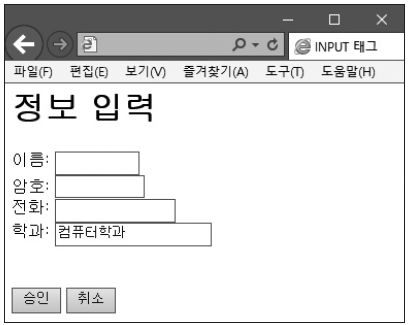 INPUT 태그
파일(F) 편집(E) 보기(V) 즐겨찾기(A) 도구(T) 도움말(H)
정보 입력
이름:
암호:
전화:
학과: 컴퓨터학과
승인 취소